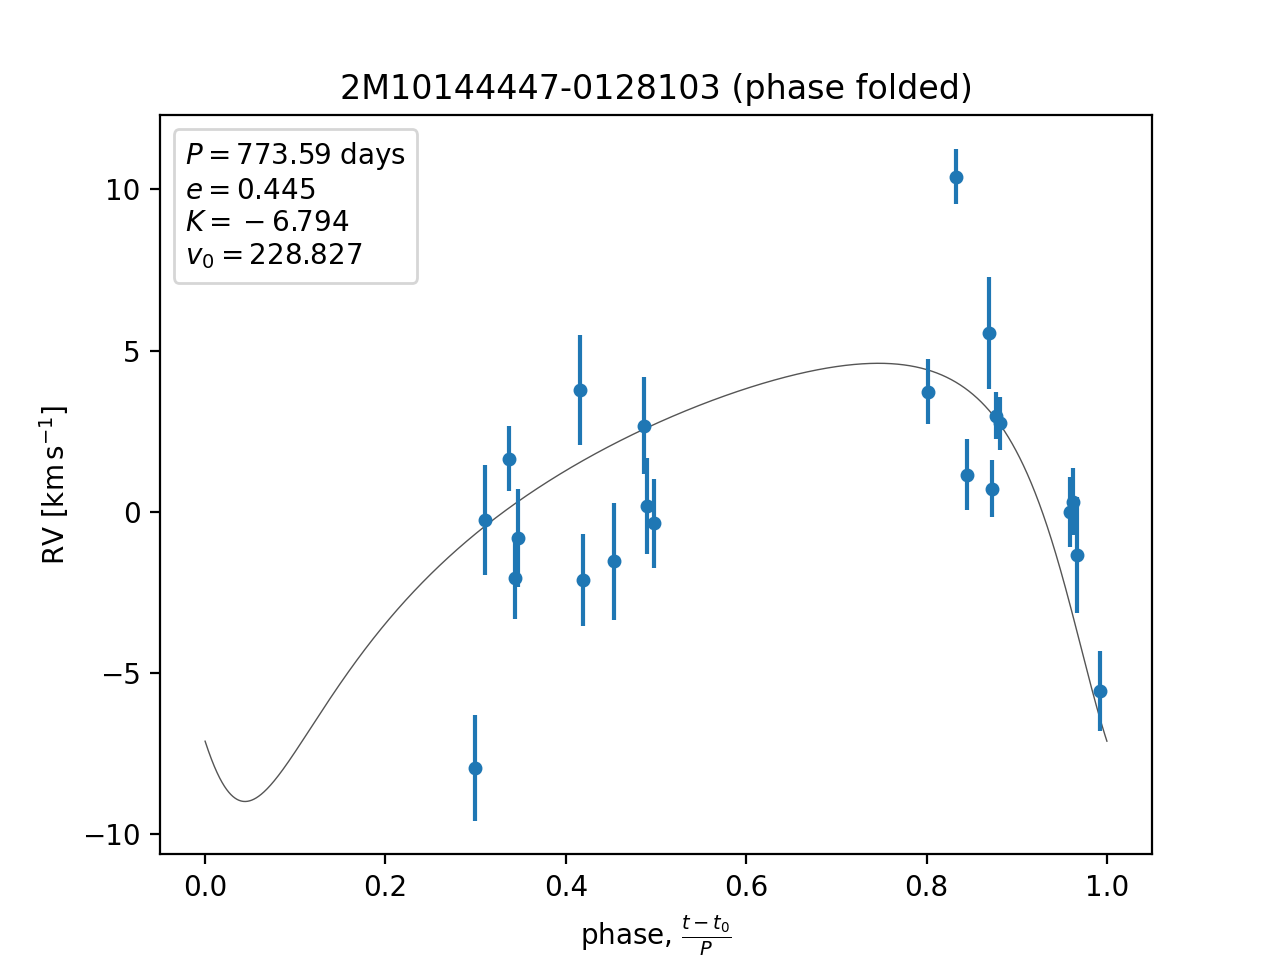 2M10144447-0128103 (phase folded)
P = 773.59 days
e = 0.445
K = −6.794
v₀ = 228.827
10
5
0
−5
−10
RV [km s⁻¹]
0.0 0.2 0.4 0.6 0.8 1.0
phase, (t − t₀)/P